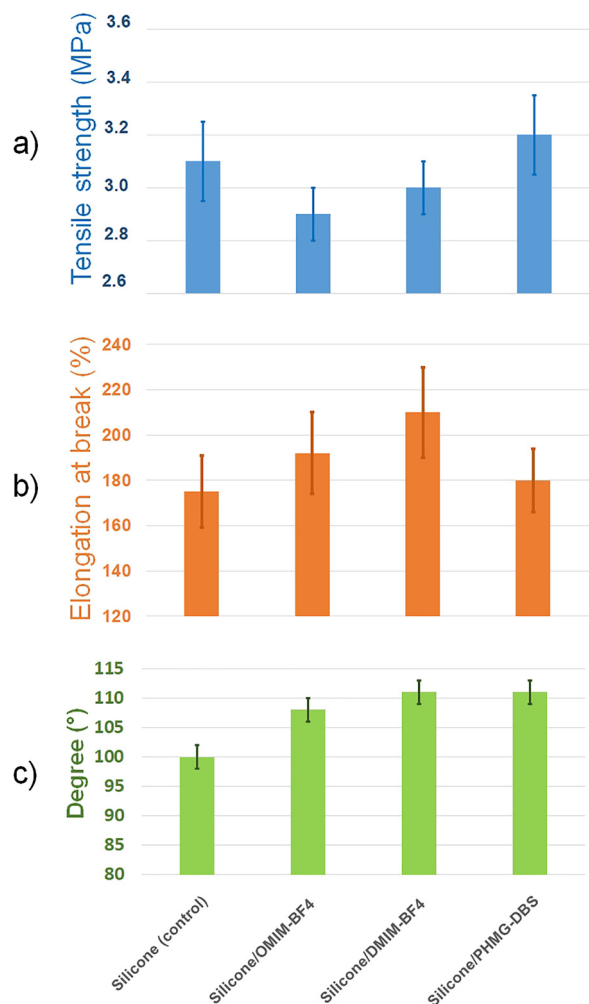 a)
Tensile strength (MPa)
3.6
3.4
3.2
3.0
2.8
2.6
b)
Elongation at break (%)
240
220
200
180
160
140
120
c)
Degree (°)
115
110
105
100
95
90
85
80
Silicone (control)
Silicone/OMIM-BF4
Silicone/DMIM-BF4
Silicone/PHMG-DBS